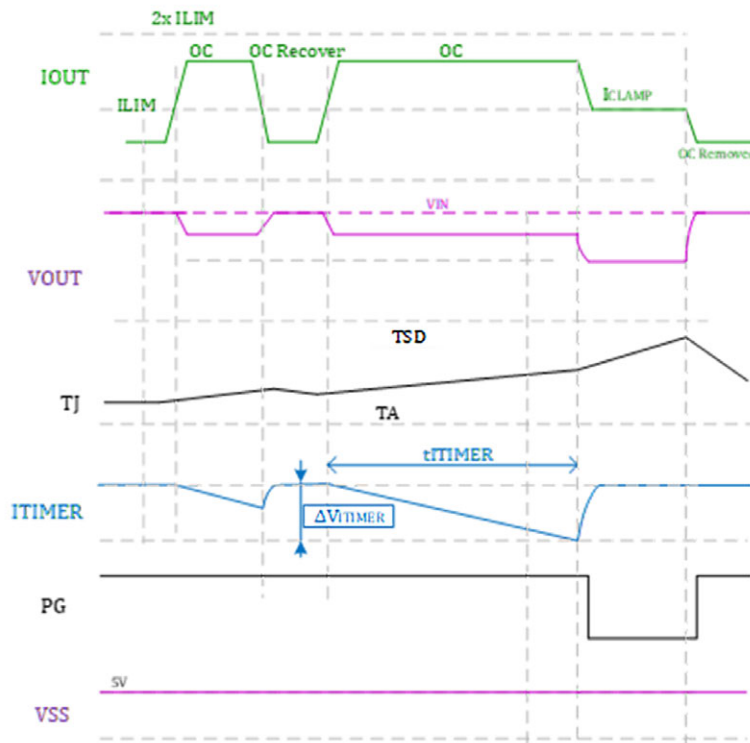 2x ILIM
OC
OC Recover
OC
IOUT
ILIM
ICLAMP
OC Removed
VIN
VOUT
TSD
TJ
TA
tITIMER
ITIMER
ΔVITIMER
PG
5V
VSS